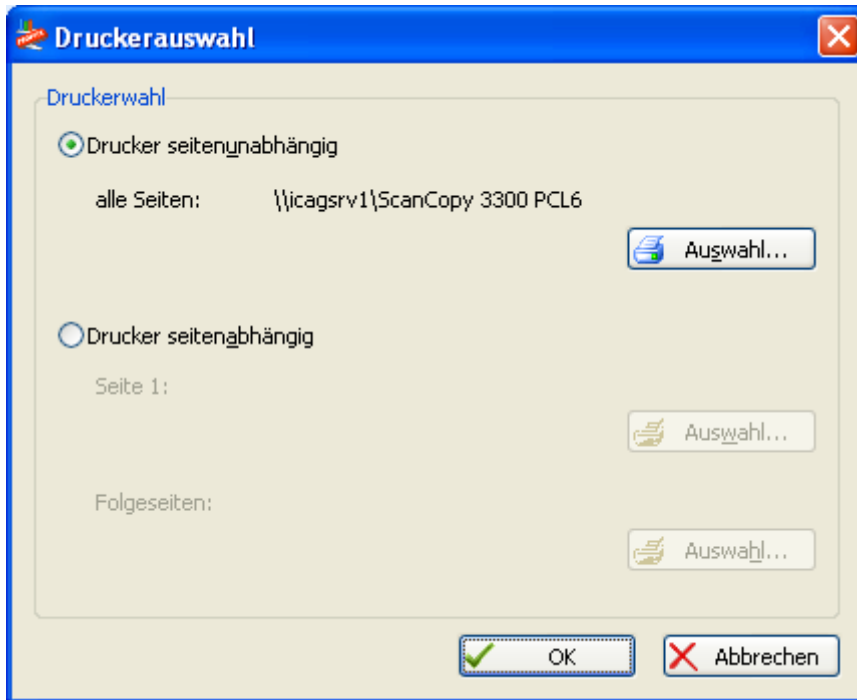 Druckerauswahl
Druckerwahl
Drucker seitenunabhängig
alle Seiten: \\icagsrv1\ScanCopy 3300 PCL6
Auswahl...
Drucker seitenabhängig
Seite 1:
Auswahl...
Folgeseiten:
Auswahl...
OK
Abbrechen